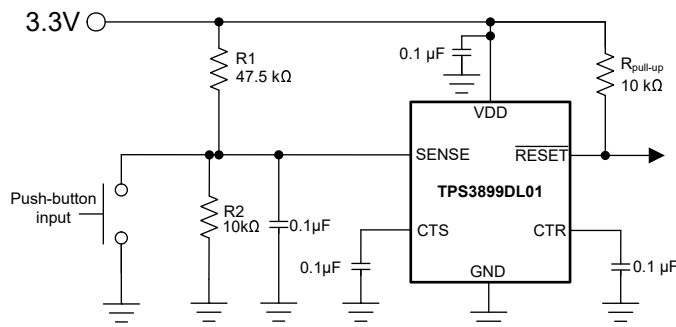 3.3V
R1
47.5 kΩ
0.1 µF
Rpull-up
10 kΩ
VDD
SENSE
RESET
TPS3899DL01
Push-button
input
R2
10kΩ
0.1µF
CTS
CTR
0.1µF
0.1 µF
GND